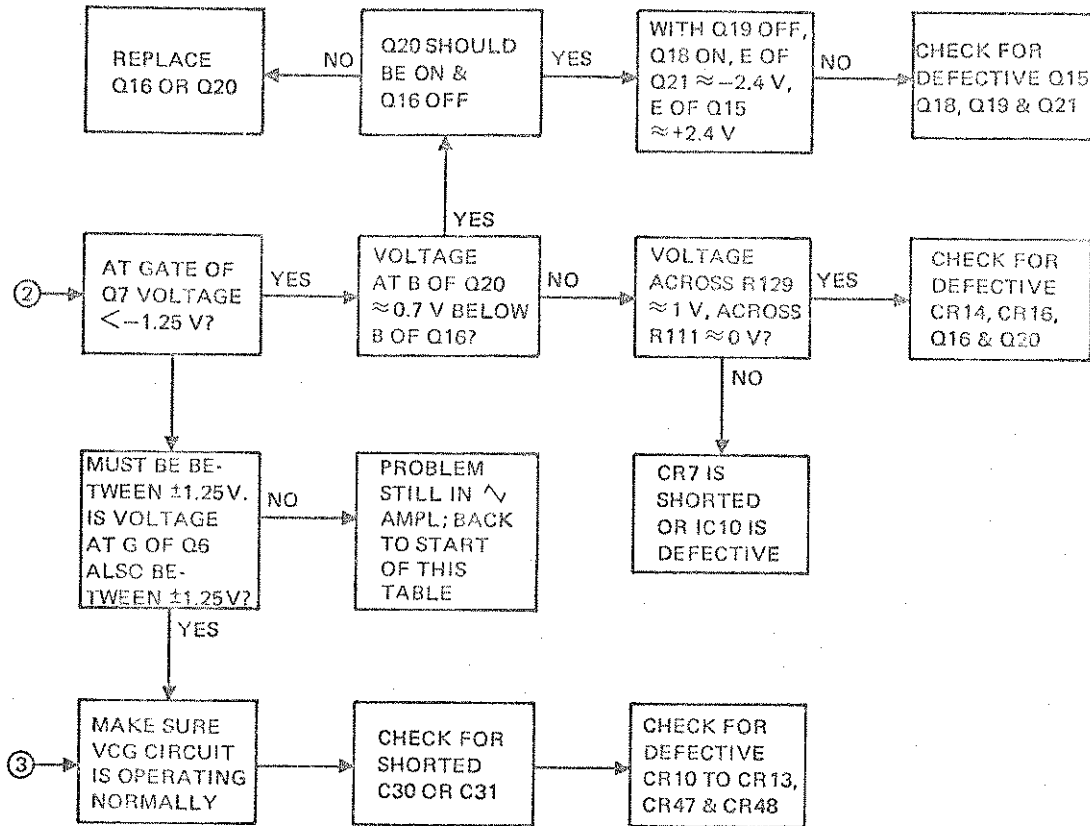 REPLACE
Q16 OR Q20
NO
Q20 SHOULD
BE ON &
Q16 OFF
YES
WITH Q19 OFF,
Q18 ON, E OF
Q21 ≈ −2.4 V,
E OF Q15
≈ +2.4 V
NO
CHECK FOR
DEFECTIVE Q15
Q18, Q19 & Q21
YES
2
AT GATE OF
Q7 VOLTAGE
< −1.25 V?
YES
VOLTAGE
AT B OF Q20
≈ 0.7 V BELOW
B OF Q16?
NO
VOLTAGE
ACROSS R129
≈ 1 V, ACROSS
R111 ≈ 0 V?
YES
CHECK FOR
DEFECTIVE
CR14, CR16,
Q16 & Q20
NO
MUST BE BE-
TWEEN ±1.25V.
IS VOLTAGE
AT G OF Q6
ALSO BE-
TWEEN ±1.25V?
NO
PROBLEM
STILL IN ∿
AMPL; BACK
TO START
OF THIS
TABLE
CR7 IS
SHORTED
OR IC10 IS
DEFECTIVE
YES
3
MAKE SURE
VCG CIRCUIT
IS OPERATING
NORMALLY
CHECK FOR
SHORTED
C30 OR C31
CHECK FOR
DEFECTIVE
CR10 TO CR13,
CR47 & CR48